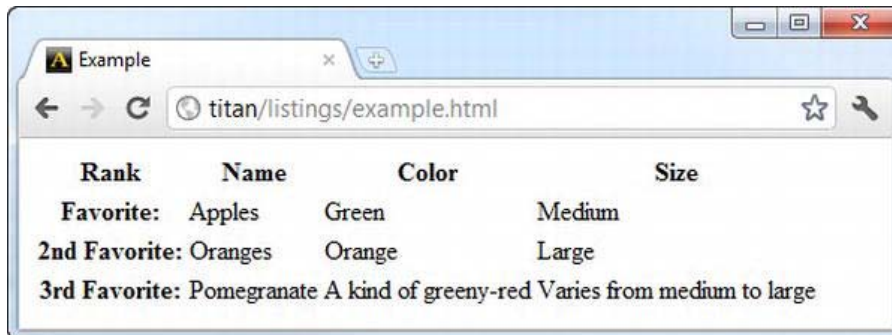 Example
titan/listings/example.html
Rank Name Color Size
Favorite: Apples Green Medium
2nd Favorite: Oranges Orange Large
3rd Favorite: Pomegranate A kind of greeny-red Varies from medium to large